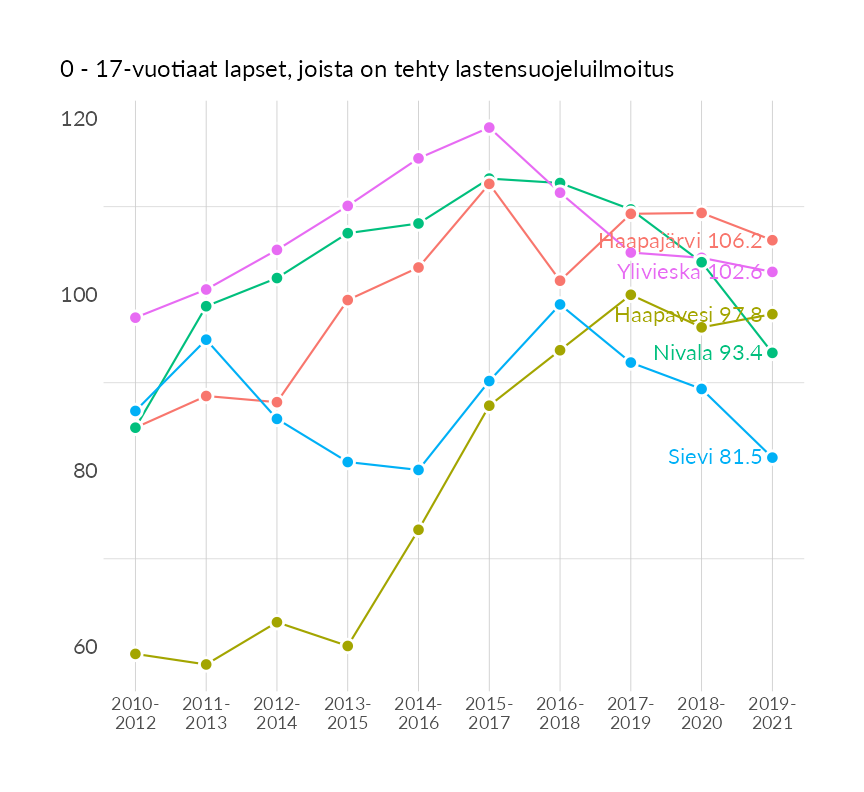 0 - 17-vuotiaat lapset, joista on tehty lastensuojeluilmoitus
120
100
80
60
Haapajärvi 106.2
Ylivieska 102.6
Haapavesi 97.8
Nivala 93.4
Sievi 81.5
2010- 2011- 2012- 2013- 2014- 2015- 2016- 2017- 2018- 2019-
2012 2013 2014 2015 2016 2017 2018 2019 2020 2021